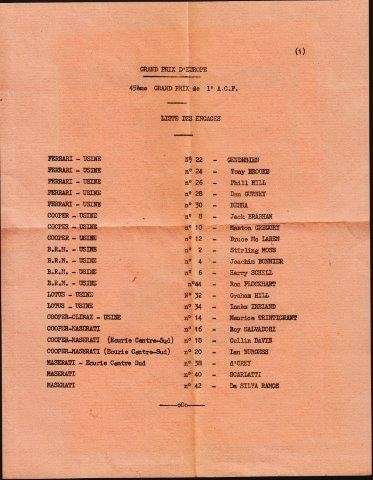 (1)
GRAND PRIX D'EUROPE
45ème GRAND PRIX de l' A.C.F.
LISTE DES ENGAGES
FERRARI - USINE N° 22 - GENDEBIEN
FERRARI - USINE n° 24 - Tony BROOKS
FERRARI - USINE n° 26 - Phill HILL
FERRARI - USINE n° 28 - Dan GURNEY
FERRARI - USINE n° 30 - BEHRA
COOPER - USINE n° 8 - Jack BRABHAM
COOPER - USINE n° 10 - Masten GREGORY
COOPER - USINE n° 12 - Bruce Mc LAREN
B.R.M. - USINE n° 2 - Stirling MOSS
B.R.M. - USINE n° 4 - Joachim BONNIER
B.R.M. - USINE n° 6 - Harry SCHELL
B.R.M. - USINE n°44 - Ron FLOCKHART
LOTUS - USINE N° 32 - Graham HILL
LOTUS - USINE n° 34 - Innes IRELAND
COOPER-CLIMAX - USINE n° 14 - Maurice TRINTIGNANT
COOPER-MASERATI n° 16 - Roy SALVADORI
COOPER-MASERATI (Ecurie Centre-Sud) n° 18 - Collin DAVIS
COOPER-MASERATI (Ecurie Centre-Sud) n° 20 - Ian BURGESS
MASERATI - Ecurie Centre Sud n° 38 - d'OREY
MASERATI n° 40 - SCARLATTI
MASERATI n° 42 - Da SILVA RAMOS
---oOo---